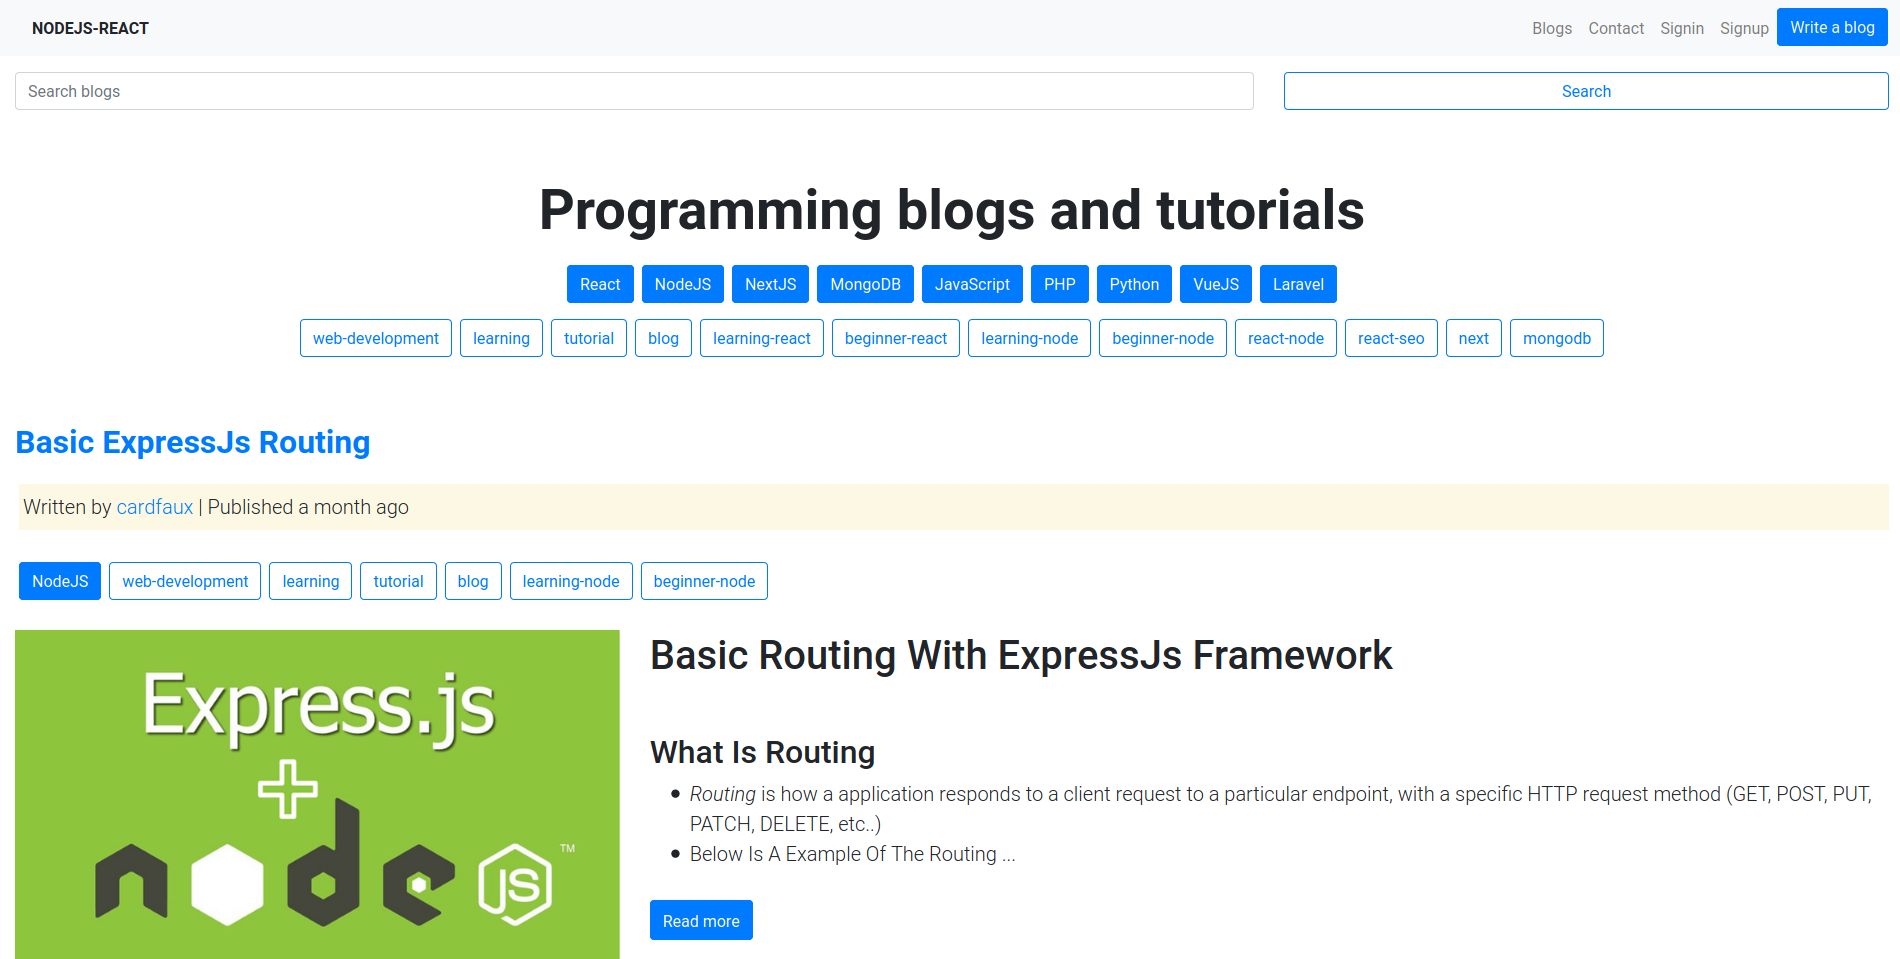 NODEJS-REACT
Blogs Contact Signin Signup Write a blog
Search blogs
Search
Programming blogs and tutorials
React NodeJS NextJS MongoDB JavaScript PHP Python VueJS Laravel
web-development learning tutorial blog learning-react beginner-react learning-node beginner-node react-node react-seo next mongodb
Basic ExpressJs Routing
Written by cardfaux | Published a month ago
NodeJS web-development learning tutorial blog learning-node beginner-node
Express.js
+
node
JS
TM
Basic Routing With ExpressJs Framework
What Is Routing
• Routing is how a application responds to a client request to a particular endpoint, with a specific HTTP request method (GET, POST, PUT,
PATCH, DELETE, etc..)
• Below Is A Example Of The Routing ...
Read more